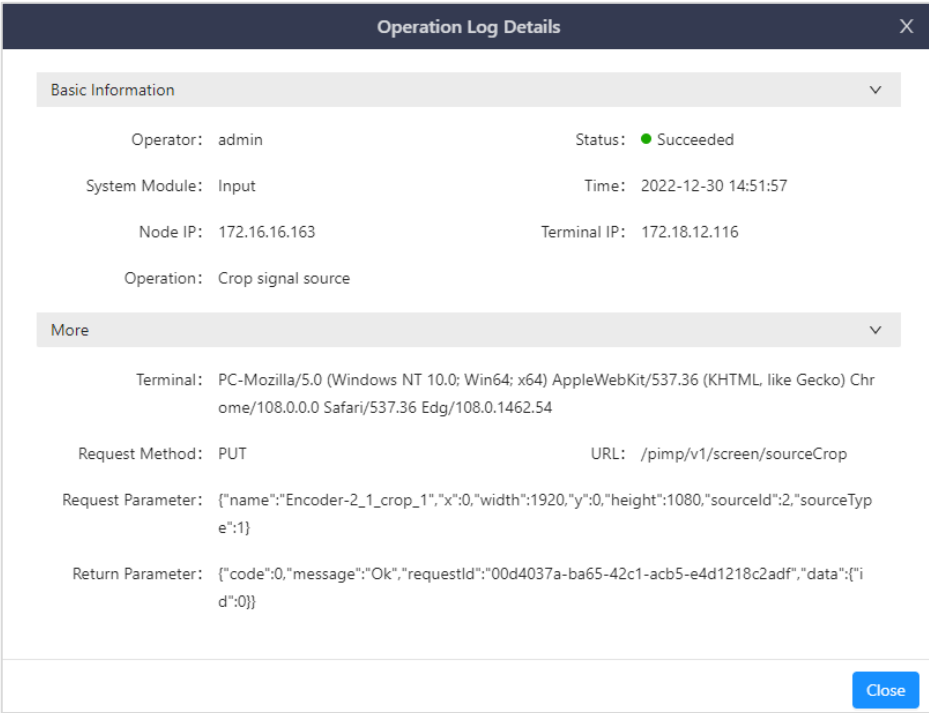 Operation Log Details X
Basic Information
Operator: admin Status: Succeeded
System Module: Input Time: 2022-12-30 14:51:57
Node IP: 172.16.16.163 Terminal IP: 172.18.12.116
Operation: Crop signal source
More
Terminal: PC-Mozilla/5.0 (Windows NT 10.0; Win64; x64) AppleWebKit/537.36 (KHTML, like Gecko) Chr
ome/108.0.0.0 Safari/537.36 Edg/108.0.1462.54
Request Method: PUT URL: /pimp/v1/screen/sourceCrop
Request Parameter: {"name":"Encoder-2_1_crop_1","x":0,"width":1920,"y":0,"height":1080,"sourceId":2,"sourceTyp
e":1}
Return Parameter: {"code":0,"message":"Ok","requestId":"00d4037a-ba65-42c1-acb5-e4d1218c2adf","data":{"i
d":0}}
Close